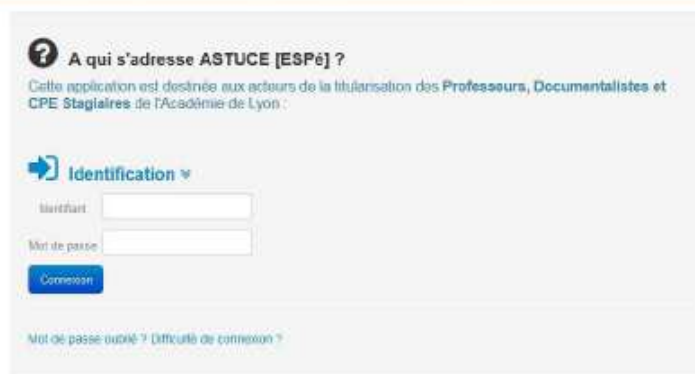 A qui s'adresse ASTUCE [ESPé] ?
Cette application est destinée aux acteurs de la titularisation des Professeurs, Documentalistes et
CPE Stagiaires de l'Académie de Lyon :
Identification
Identifiant
Mot de passe
Connexion
Mot de passe oublié ? Difficulté de connexion ?